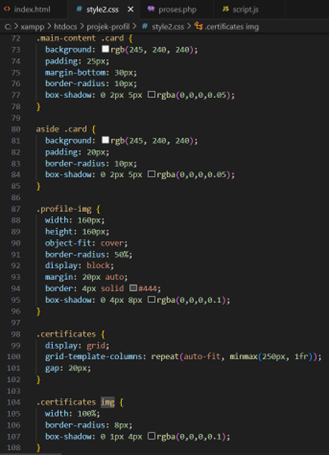 index.html style2.css proses.php script.js
C: > xampp > htdocs > projek-profil > style2.css > .certificates img
72 .main-content .card {
73 background: rgb(245, 240, 240);
74 padding: 25px;
75 margin-bottom: 30px;
76 border-radius: 10px;
77 box-shadow: 0 2px 5px rgba(0,0,0,0.05);
78 }
79
80 aside .card {
81 background: rgb(245, 240, 240);
82 padding: 20px;
83 border-radius: 10px;
84 box-shadow: 0 2px 5px rgba(0,0,0,0.05);
85 }
86
87 .profile-img {
88 width: 160px;
89 height: 160px;
90 object-fit: cover;
91 border-radius: 50%;
92 display: block;
93 margin: 20px auto;
94 border: 4px solid #444;
95 box-shadow: 0 4px 8px rgba(0,0,0,0.1);
96 }
97
98 .certificates {
99 display: grid;
100 grid-template-columns: repeat(auto-fit, minmax(250px, 1fr));
101 gap: 20px;
102 }
103
104 .certificates img {
105 width: 100%;
106 border-radius: 8px;
107 box-shadow: 0 1px 4px rgba(0,0,0,0.1);
108 }